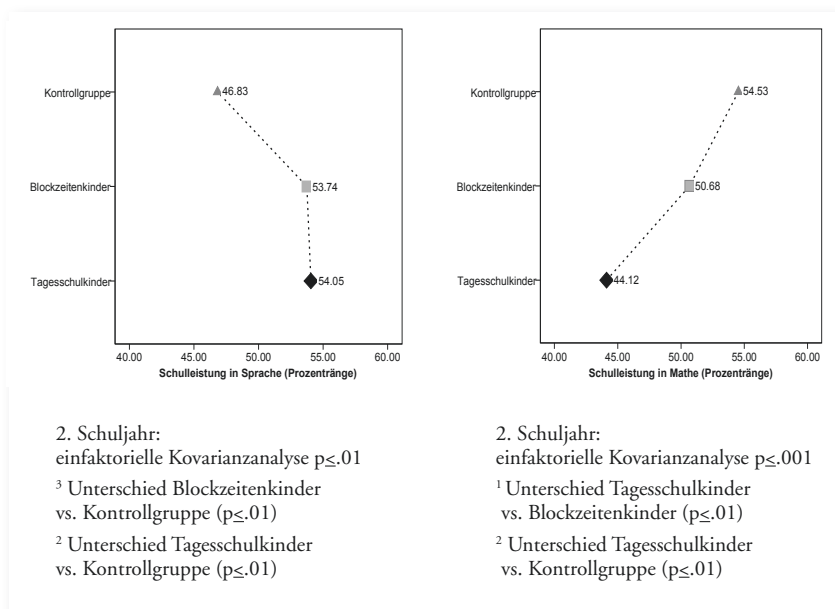 Kontrollgruppe
46.83
Blockzeitenkinder
53.74
Tagesschulkinder
54.05
40.00 45.00 50.00 55.00 60.00
Schulleistung in Sprache (Prozentränge)
Kontrollgruppe
54.53
Blockzeitenkinder
50.68
Tagesschulkinder
44.12
40.00 45.00 50.00 55.00 60.00
Schulleistung in Mathe (Prozentränge)
2. Schuljahr:
einfaktorielle Kovarianzanalyse p≤.01
³ Unterschied Blockzeitenkinder
vs. Kontrollgruppe (p≤.01)
² Unterschied Tagesschulkinder
vs. Kontrollgruppe (p≤.01)
2. Schuljahr:
einfaktorielle Kovarianzanalyse p≤.001
¹ Unterschied Tagesschulkinder
vs. Blockzeitenkinder (p≤.01)
² Unterschied Tagesschulkinder
vs. Kontrollgruppe (p≤.01)